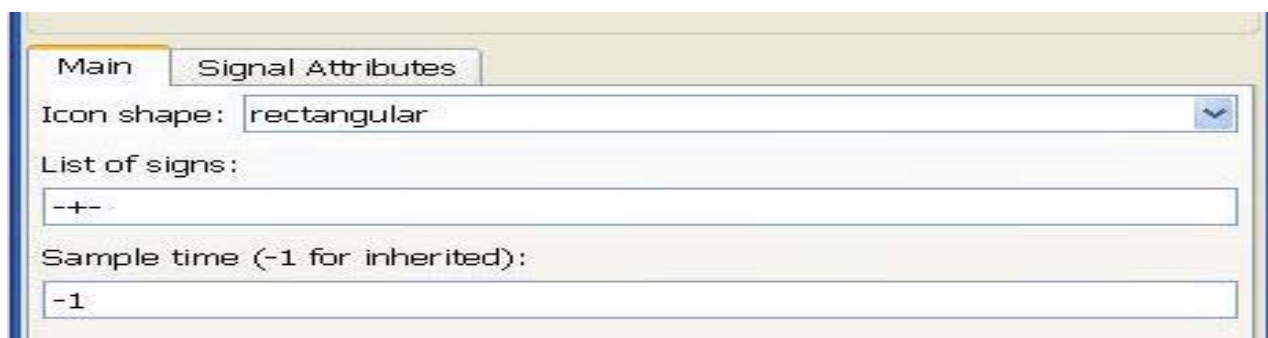 Main Signal Attributes
Icon shape: rectangular
List of signs:
-+-
Sample time (-1 for inherited):
-1